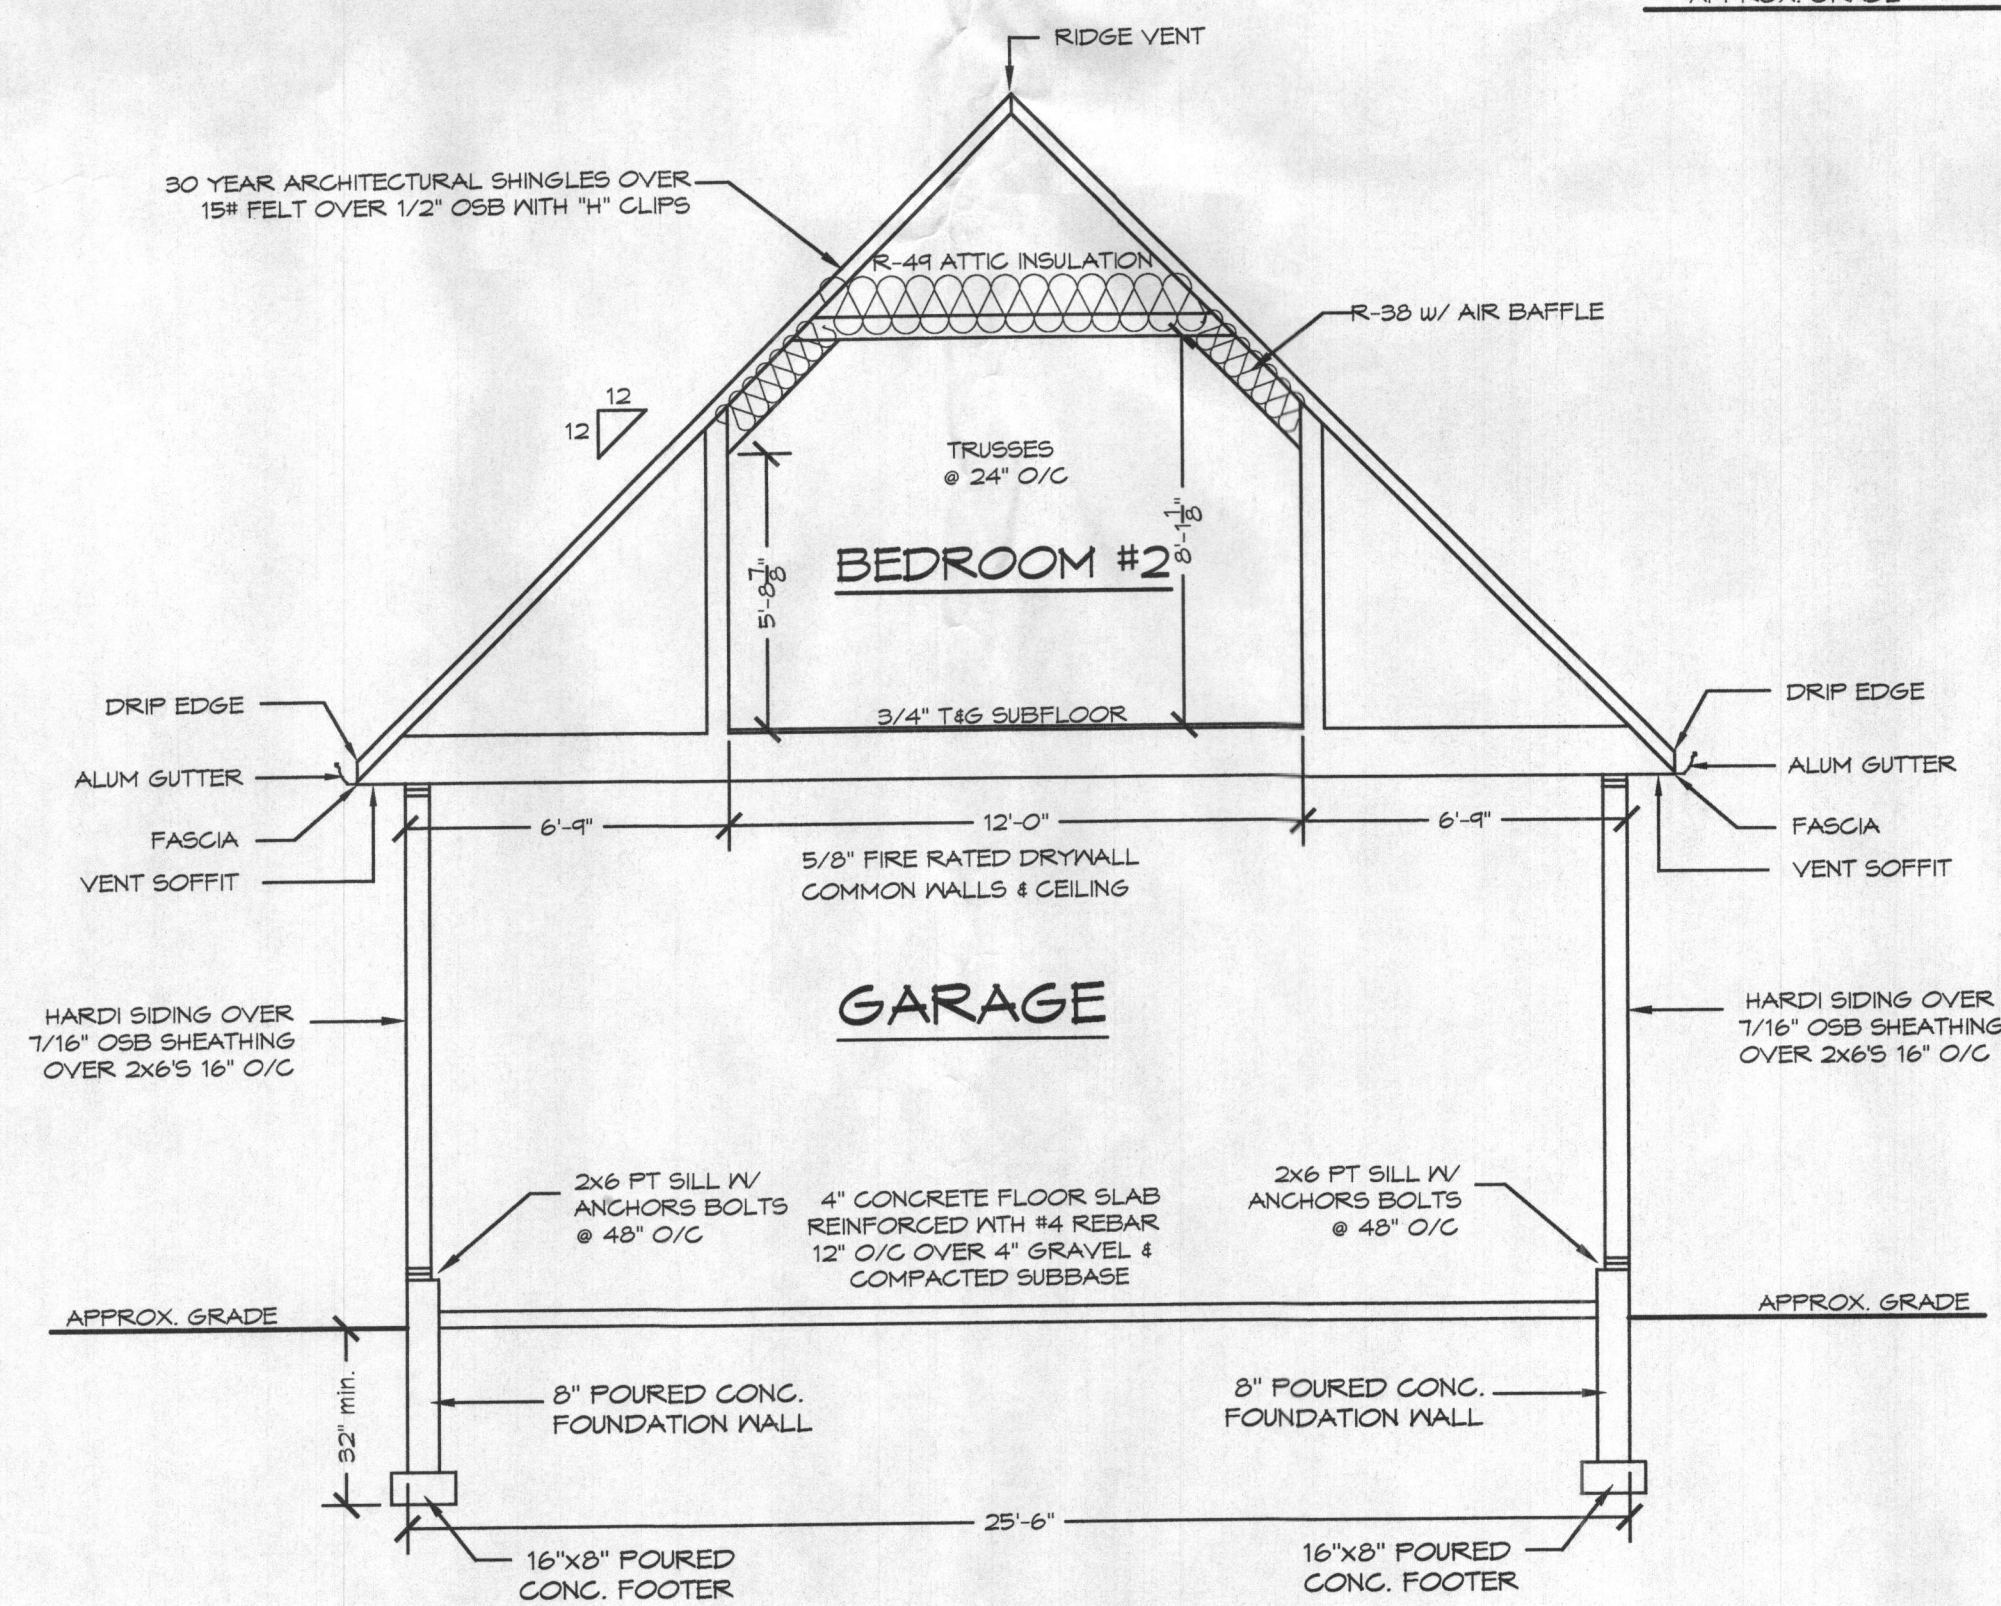 APPROX. GRADE
RIDGE VENT
30 YEAR ARCHITECTURAL SHINGLES OVER
15# FELT OVER 1/2" OSB WITH "H" CLIPS
R-49 ATTIC INSULATION
R-38 w/ AIR BAFFLE
12
12
TRUSSES
@ 24" O/C
BEDROOM #2
5'-8 7/8"
8'-1 1/8"
3/4" T&G SUBFLOOR
DRIP EDGE
ALUM GUTTER
FASCIA
VENT SOFFIT
DRIP EDGE
ALUM GUTTER
FASCIA
VENT SOFFIT
6'-9"
12'-0"
6'-9"
5/8" FIRE RATED DRYWALL
COMMON WALLS & CEILING
GARAGE
HARDI SIDING OVER
7/16" OSB SHEATHING
OVER 2x6'S 16" O/C
HARDI SIDING OVER
7/16" OSB SHEATHING
OVER 2x6'S 16" O/C
2x6 PT SILL W/
ANCHORS BOLTS
@ 48" O/C
4" CONCRETE FLOOR SLAB
REINFORCED WTH #4 REBAR
12" O/C OVER 4" GRAVEL &
COMPACTED SUBBASE
2x6 PT SILL W/
ANCHORS BOLTS
@ 48" O/C
APPROX. GRADE
APPROX. GRADE
32" min.
8" POURED CONC.
FOUNDATION WALL
8" POURED CONC.
FOUNDATION WALL
25'-6"
16"x8" POURED
CONC. FOOTER
16"x8" POURED
CONC. FOOTER